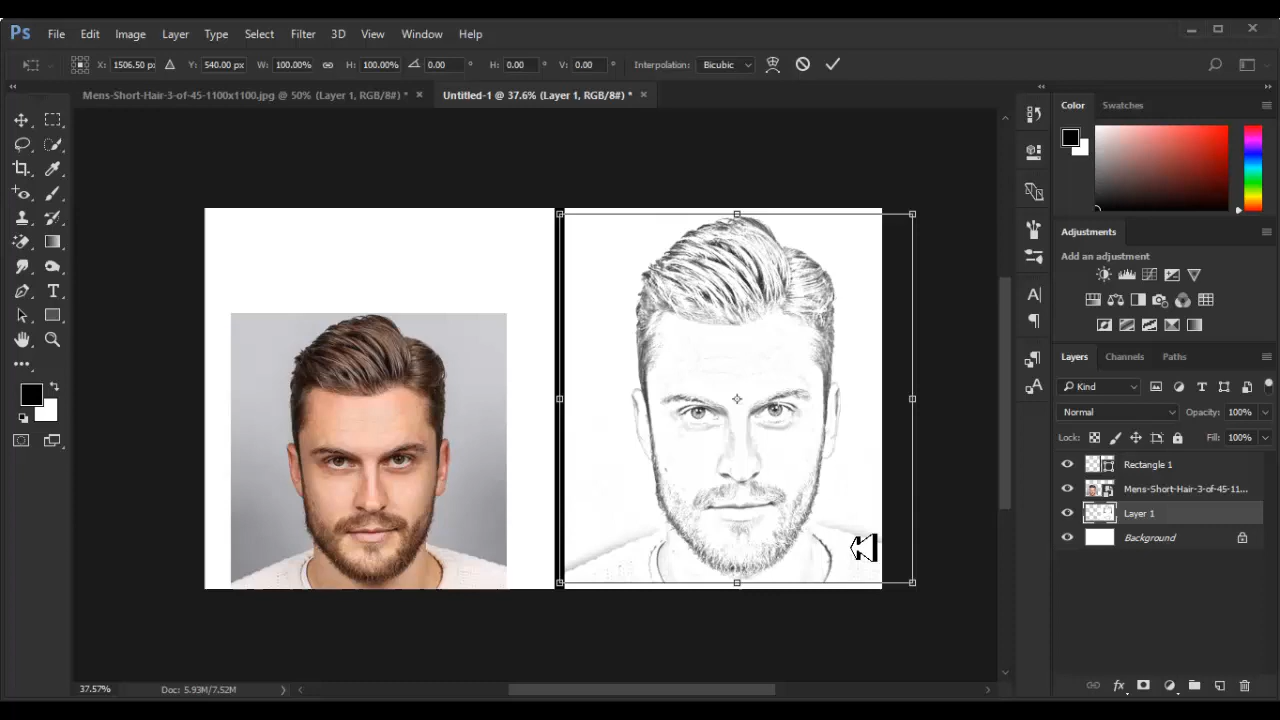 Ps File Edit Image Layer Type Select Filter 3D View Window Help
X: 1506.50 px Y: 540.00 px W: 100.00% H: 100.00% 0.00 ° H: 0.00 ° V: 0.00 ° Interpolation: Bicubic
Mens-Short-Hair-3-of-45-1100x1100.jpg @ 50% (Layer 1, RGB/8#) * × Untitled-1 @ 37.6% (Layer 1, RGB/8#) * ×
Color Swatches
Adjustments
Add an adjustment
Layers Channels Paths
Kind
Normal Opacity: 100%
Lock: Fill: 100%
Rectangle 1
Mens-Short-Hair-3-of-45-11...
Layer 1
Background
37.57% Doc: 5.93M/7.52M